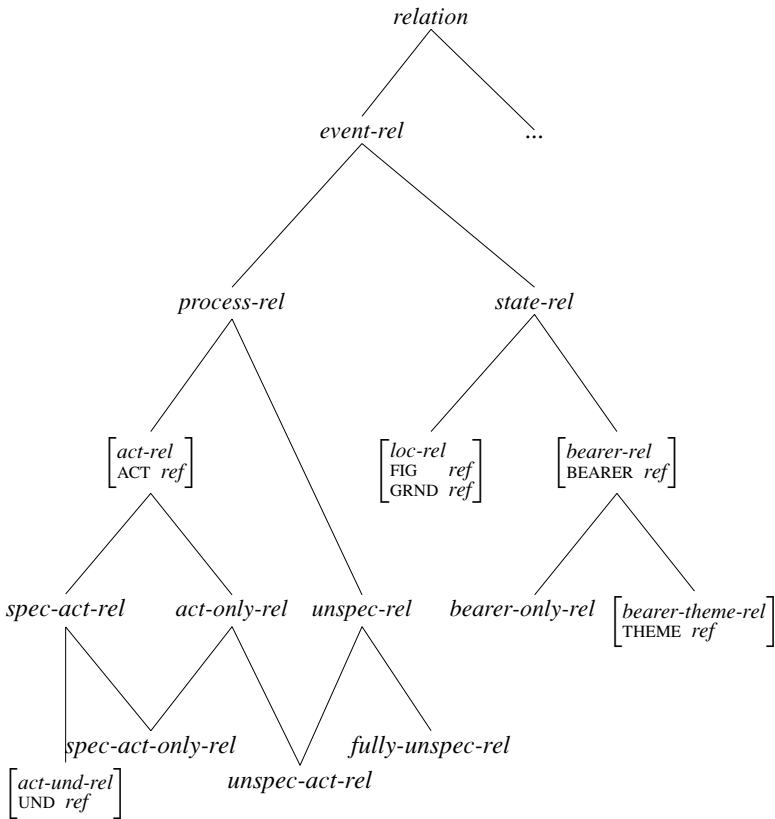 relation
event-rel
...
process-rel
state-rel
act-rel
ACT ref
loc-rel
FIG ref
GRND ref
bearer-rel
BEARER ref
spec-act-rel
act-only-rel
unspec-rel
bearer-only-rel
bearer-theme-rel
THEME ref
spec-act-only-rel
fully-unspec-rel
act-und-rel
UND ref
unspec-act-rel